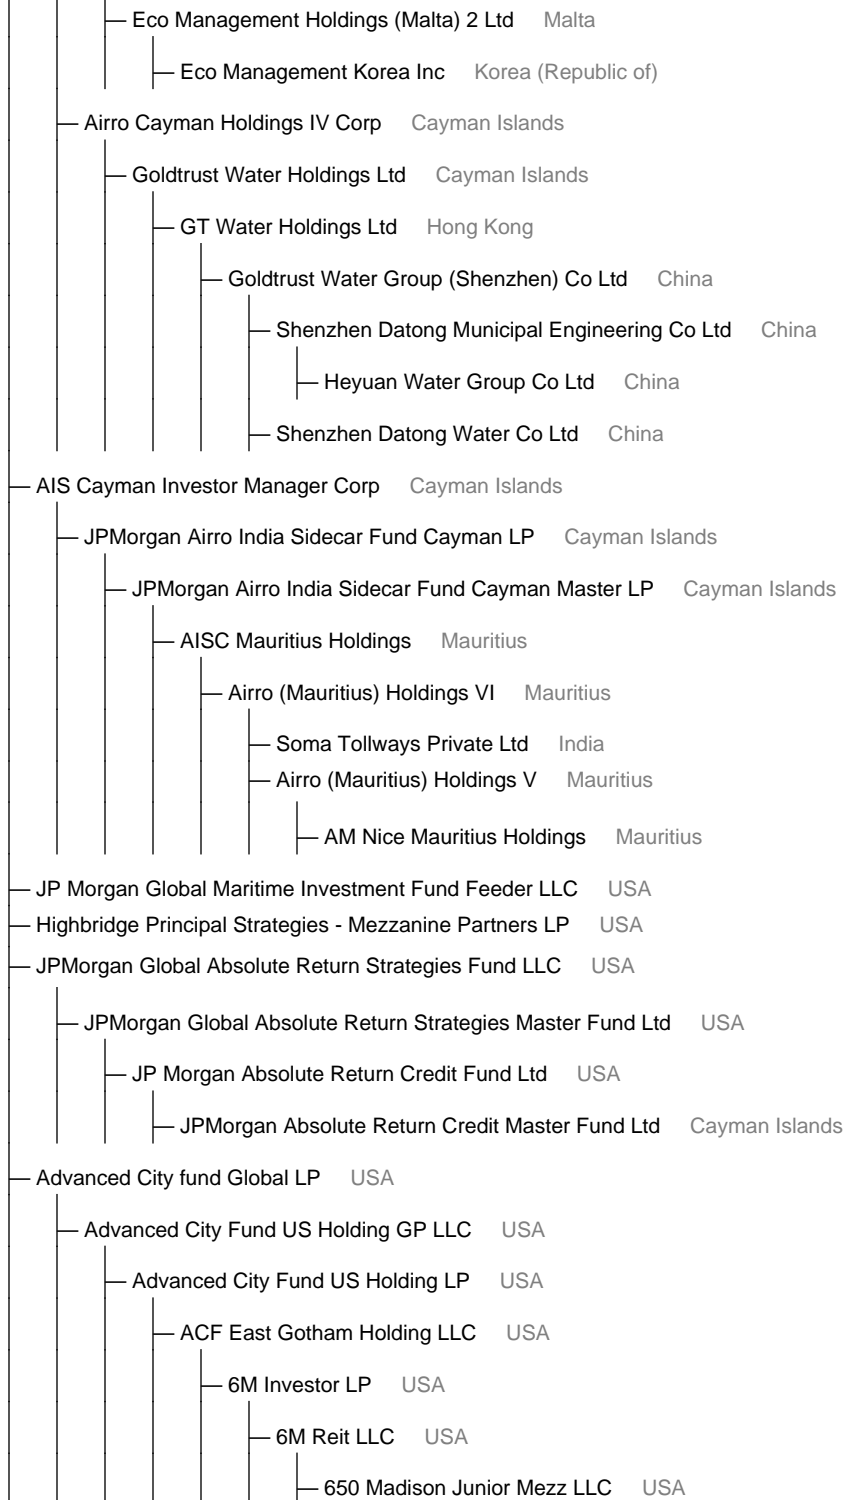 Eco Management Holdings (Malta) 2 Ltd Malta
Eco Management Korea Inc Korea (Republic of)
Airro Cayman Holdings IV Corp Cayman Islands
Goldtrust Water Holdings Ltd Cayman Islands
GT Water Holdings Ltd Hong Kong
Goldtrust Water Group (Shenzhen) Co Ltd China
Shenzhen Datong Municipal Engineering Co Ltd China
Heyuan Water Group Co Ltd China
Shenzhen Datong Water Co Ltd China
AIS Cayman Investor Manager Corp Cayman Islands
JPMorgan Airro India Sidecar Fund Cayman LP Cayman Islands
JPMorgan Airro India Sidecar Fund Cayman Master LP Cayman Islands
AISC Mauritius Holdings Mauritius
Airro (Mauritius) Holdings VI Mauritius
Soma Tollways Private Ltd India
Airro (Mauritius) Holdings V Mauritius
AM Nice Mauritius Holdings Mauritius
JP Morgan Global Maritime Investment Fund Feeder LLC USA
Highbridge Principal Strategies - Mezzanine Partners LP USA
JPMorgan Global Absolute Return Strategies Fund LLC USA
JPMorgan Global Absolute Return Strategies Master Fund Ltd USA
JP Morgan Absolute Return Credit Fund Ltd USA
JPMorgan Absolute Return Credit Master Fund Ltd Cayman Islands
Advanced City fund Global LP USA
Advanced City Fund US Holding GP LLC USA
Advanced City Fund US Holding LP USA
ACF East Gotham Holding LLC USA
6M Investor LP USA
6M Reit LLC USA
650 Madison Junior Mezz LLC USA